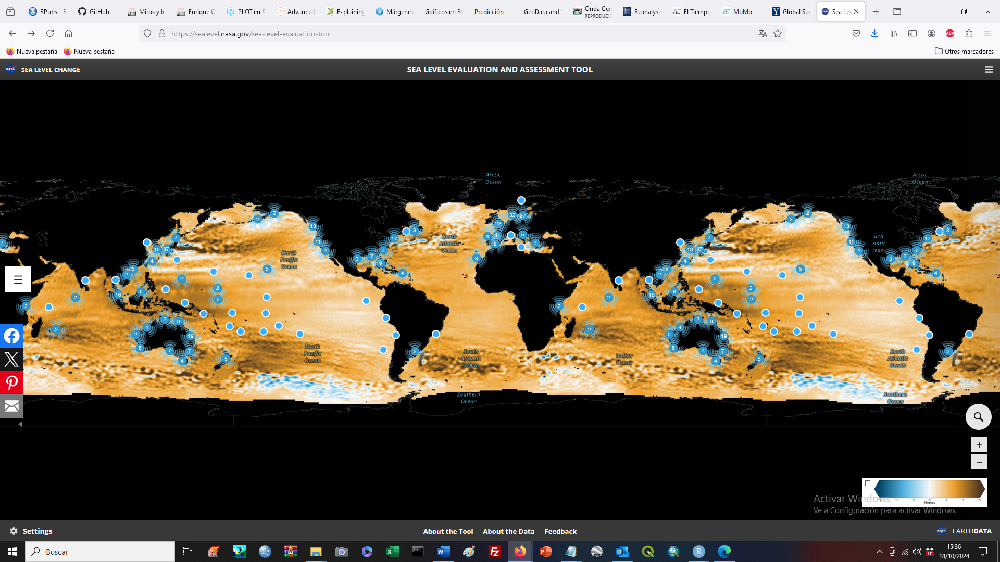 RPubs - B
GitHub -
Mitos y le
Enrique O
PLOT en R
Advanced
Explaining
Márgenes
Gráficos en R:
Predicción
GeoData and S
Onda Cer
REPRODUCIE
Reanalysis
El Tiempo
MoMo
Global Su
Sea Lev
https://sealevel.nasa.gov/sea-level-evaluation-tool
ABP
Nueva pestaña
Nueva pestaña
Otros marcadores
NASA
SEA LEVEL CHANGE
SEA LEVEL EVALUATION AND ASSESSMENT TOOL
Arctic
Ocean
Arctic
Ocean
North
Pacific
Ocean
North
Atlantic
Ocean
South
Pacific
Ocean
South
Atlantic
Ocean
Indian
Ocean
South
Atlantic
Ocean
Southern
Ocean
Southern
Ocean
Meters
Activar Windows
Ve a Configuración para activar Windows.
Settings
About the Tool
About the Data
Feedback
NASA
EARTHDATA
Buscar
15:36
18/10/2024